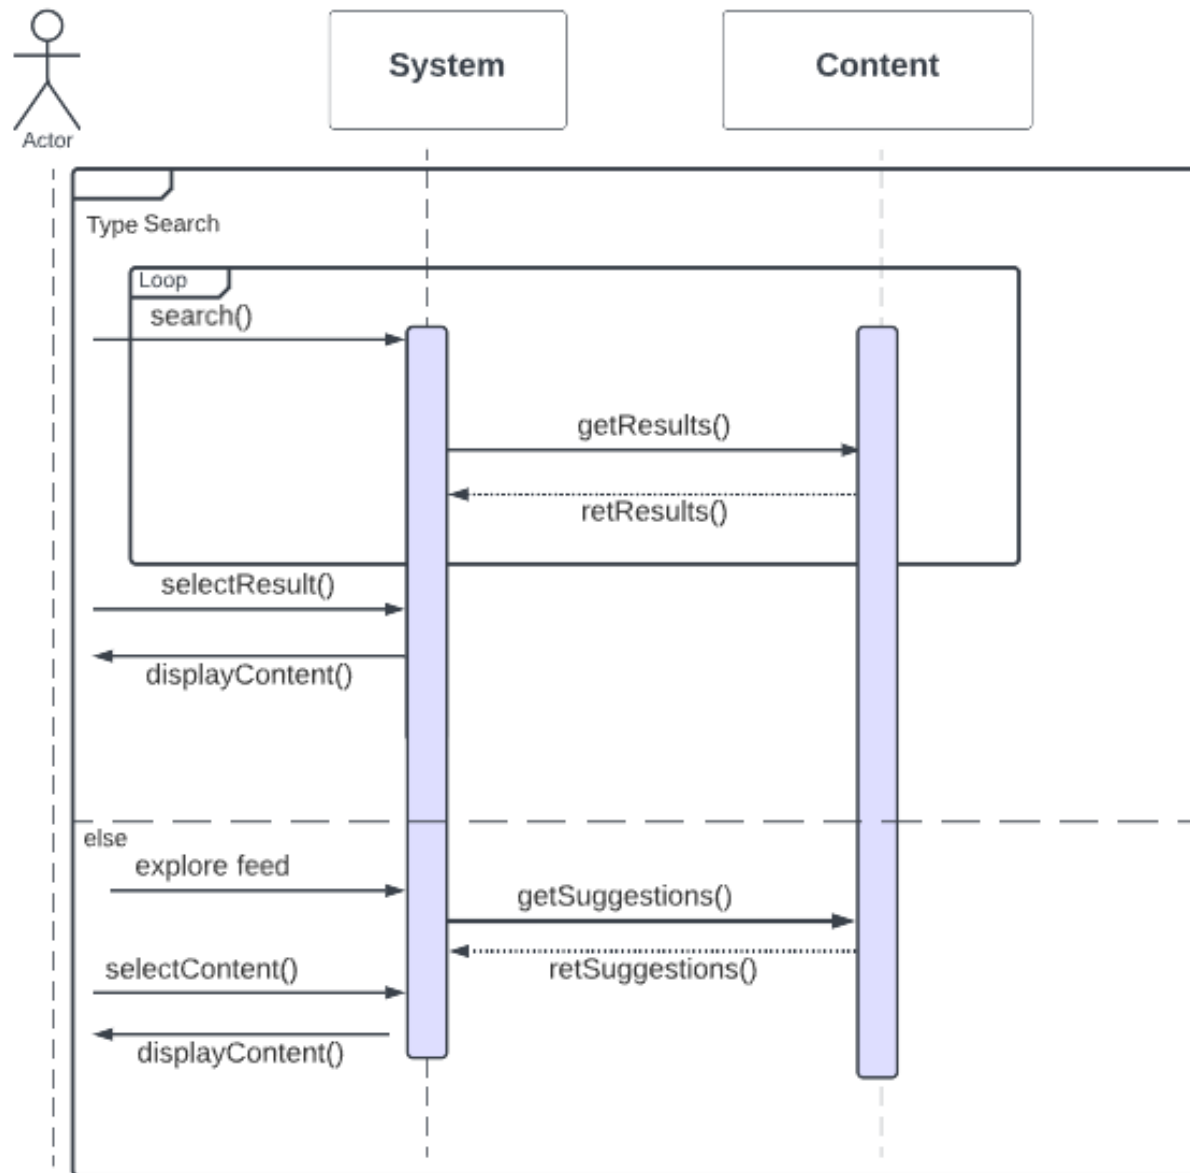 System
Content
Actor
Type Search
Loop
search()
getResults()
retResults()
selectResult()
displayContent()
else
explore feed
getSuggestions()
retSuggestions()
selectContent()
displayContent()